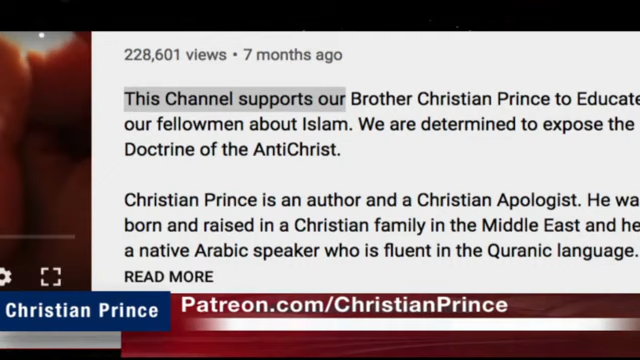 228,601 views • 7 months ago
This Channel supports our Brother Christian Prince to Educate
our fellowmen about Islam. We are determined to expose the
Doctrine of the AntiChrist.
Christian Prince is an author and a Christian Apologist. He wa
born and raised in a Christian family in the Middle East and he
a native Arabic speaker who is fluent in the Quranic language.
READ MORE
Christian Prince
Patreon.com/ChristianPrince